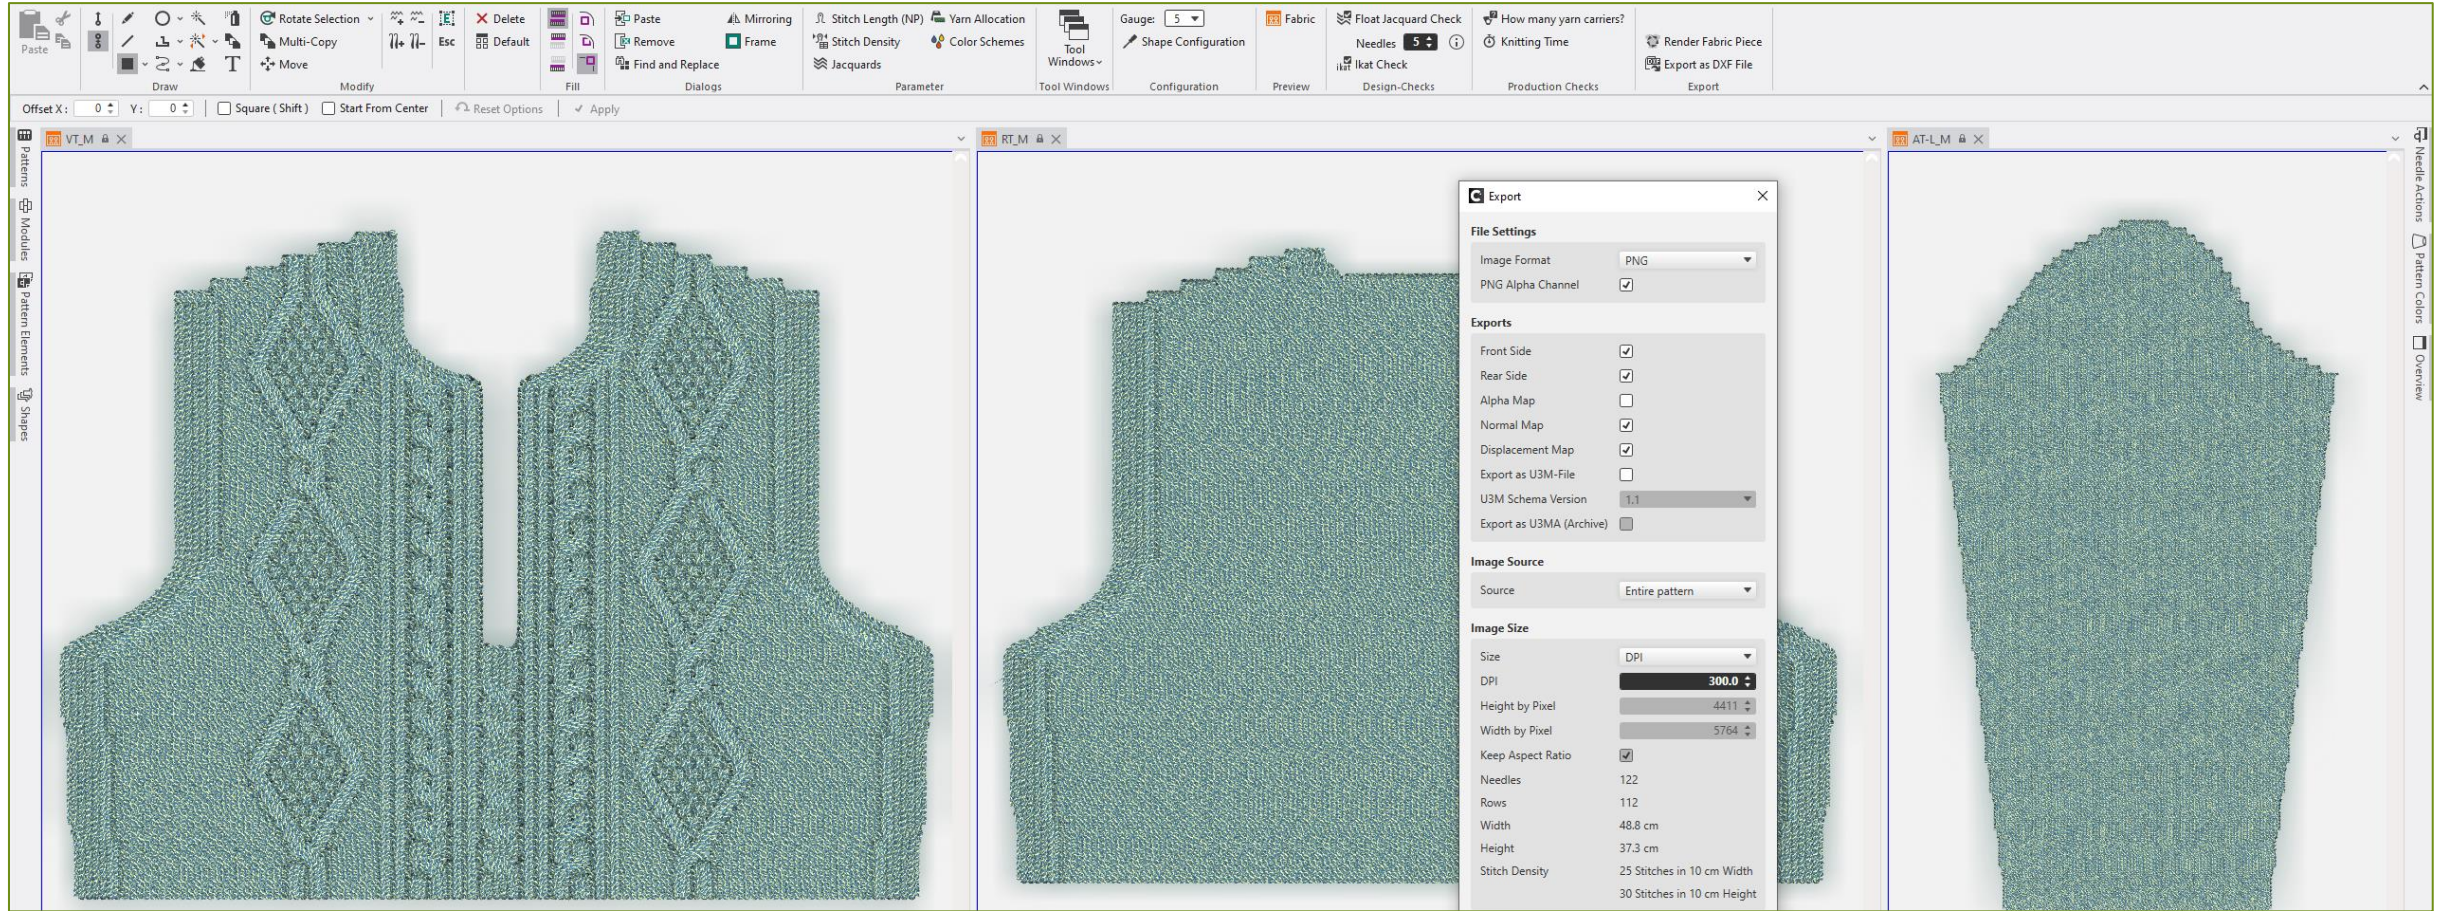 Paste
Rotate Selection
Multi-Copy
Move
Esc
Delete
Default
Paste
Remove
Find and Replace
Mirroring
Frame
Stitch Length (NP)
Stitch Density
Jacquards
Yarn Allocation
Color Schemes
Tool
Windows
Gauge: 5
Shape Configuration
Fabric
Float Jacquard Check
Needles 5
Ikat Check
How many yarn carriers?
Knitting Time
Render Fabric Piece
Export as DXF File
Draw
Modify
Fill
Dialogs
Parameter
Tool Windows
Configuration
Preview
Design-Checks
Production Checks
Export
Offset X : 0 Y : 0 Square ( Shift ) Start From Center Reset Options Apply
Patterns
Modules
Pattern Elements
Shapes
VT_M
RT_M
AT-L_M
Needle Actions
Pattern Colors
Overview
Export
File Settings
Image Format PNG
PNG Alpha Channel
Exports
Front Side
Rear Side
Alpha Map
Normal Map
Displacement Map
Export as U3M-File
U3M Schema Version 1.1
Export as U3MA (Archive)
Image Source
Source Entire pattern
Image Size
Size DPI
DPI 300.0
Height by Pixel 4411
Width by Pixel 5764
Keep Aspect Ratio
Needles 122
Rows 112
Width 48.8 cm
Height 37.3 cm
Stitch Density 25 Stitches in 10 cm Width
30 Stitches in 10 cm Height